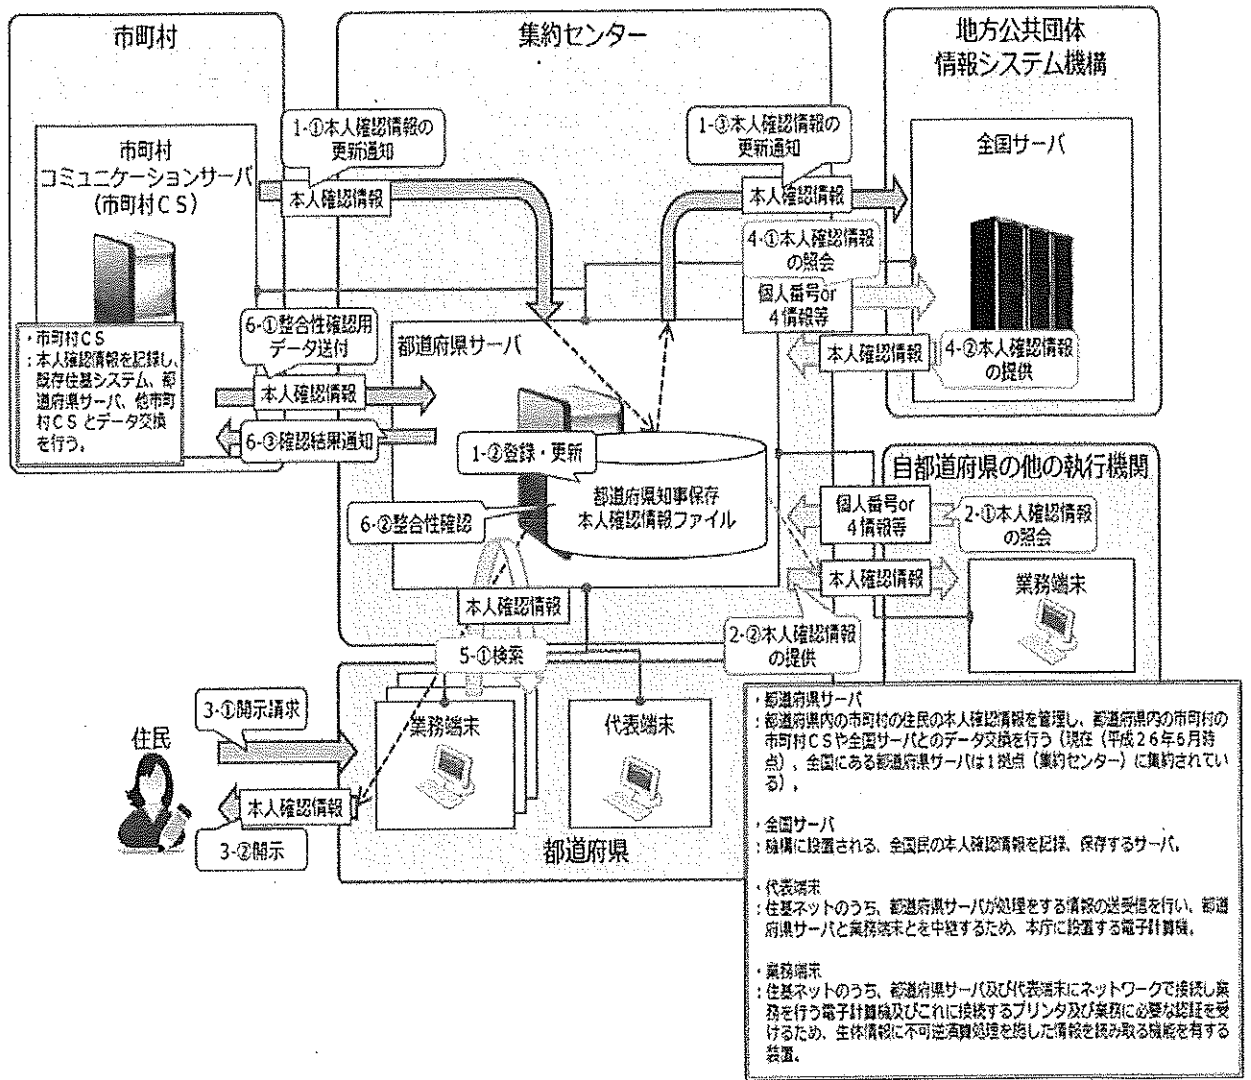 市町村
集約センター
地方公共団体
情報システム機構
1-①本人確認情報の
更新通知
本人確認情報
1-③本人確認情報の
更新通知
本人確認情報
市町村
コミュニケーションサーバ
(市町村CS)
全国サーバ
4-①本人確認情報
の照会
個人番号or
4情報等
本人確認情報
4-②本人確認情報
の提供
・市町村CS
:本人確認情報を記録し、
既存住基システム、都
道府県サーバ、他市町
村CSとデータ交換
を行う。
6-①整合性確認用
データ送付
本人確認情報
6-③確認結果通知
都道府県サーバ
1-②登録・更新
都道府県知事保存
本人確認情報ファイル
6-②整合性確認
自都道府県の他の執行機関
個人番号or
4情報等
2-①本人確認情報
の照会
本人確認情報
業務端末
2-②本人確認情報
の提供
本人確認情報
5-①検索
3-①開示請求
住民
本人確認情報
3-②開示
業務端末
代表端末
都道府県
・都道府県サーバ
:都道府県内の市町村の住民の本人確認情報を管理し、都道府県内の市町村の
市町村CSや全国サーバとのデータ交換を行う(現在(平成26年6月時
点)、全国にある都道府県サーバは1拠点(集約センター)に集約されてい
る)。
・全国サーバ
:機構に設置される、全国民の本人確認情報を記録、保存するサーバ。
・代表端末
:住基ネットのうち、都道府県サーバが処理をする情報の送受信を行い、都道
府県サーバと業務端末とを中継するため、本庁に設置する電子計算機。
・業務端末
:住基ネットのうち、都道府県サーバ及び代表端末にネットワークで接続し業
務を行う電子計算機及びこれに接続するプリンタ及び業務に必要な認証を受
けるため、生体情報に不可逆演算処理を施した情報を読み取る機能を有する
装置。